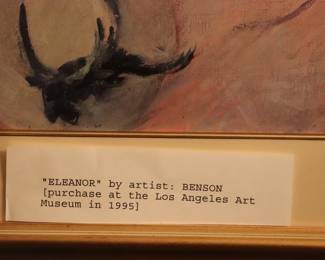 "ELEANOR" by artist: BENSON
[purchase at the Los Angeles Art
Museum in 1995]